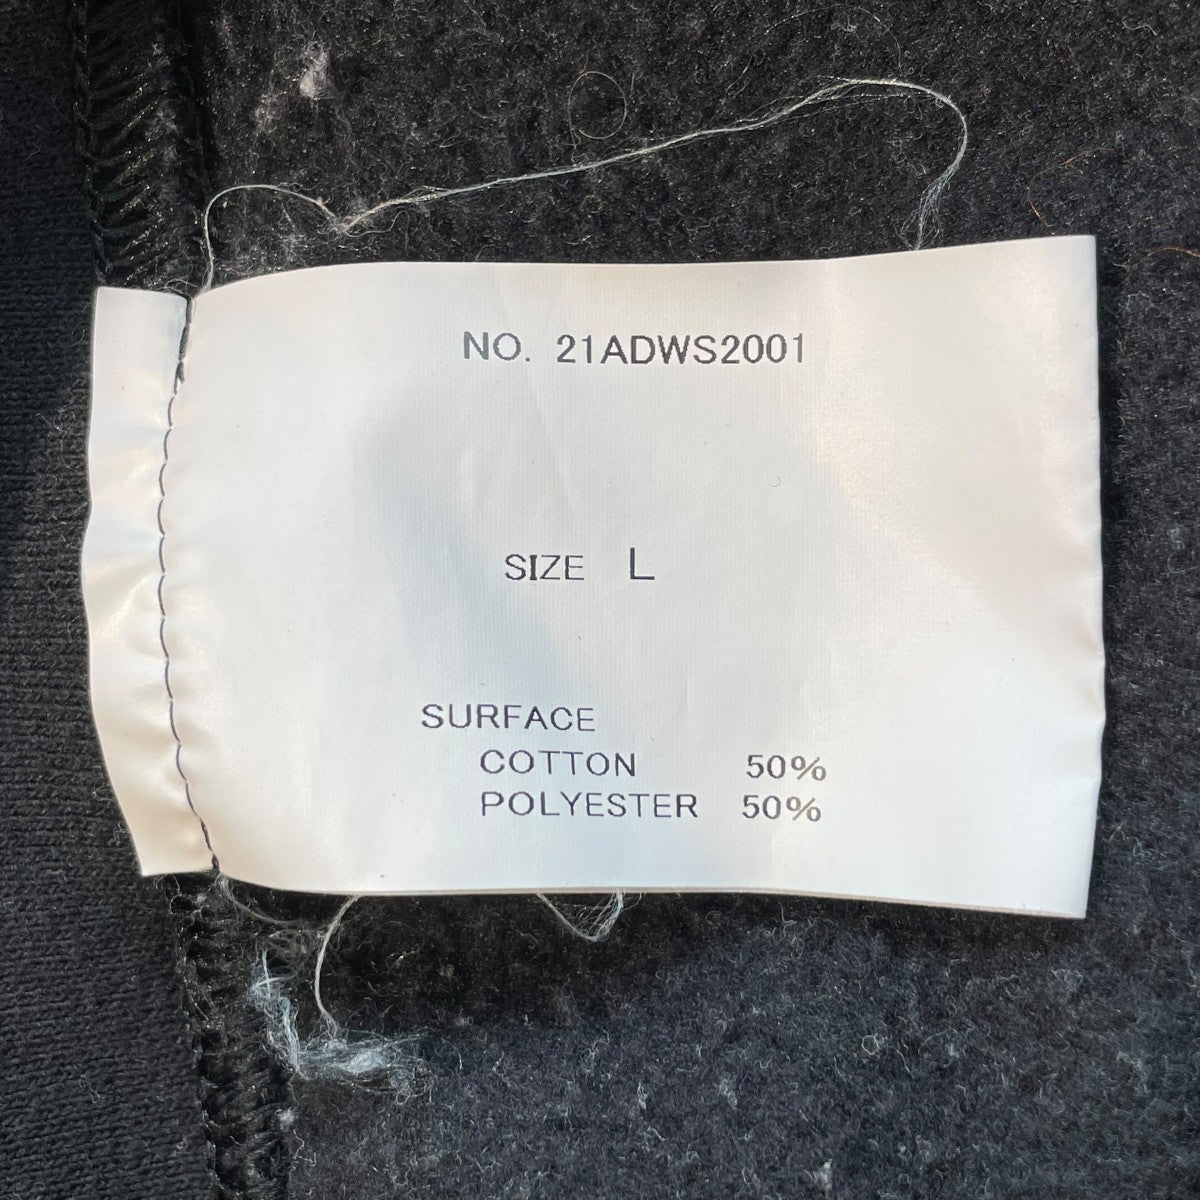 NO. 21ADWS2001
SIZE L
SURFACE
COTTON 50%
POLYESTER 50%